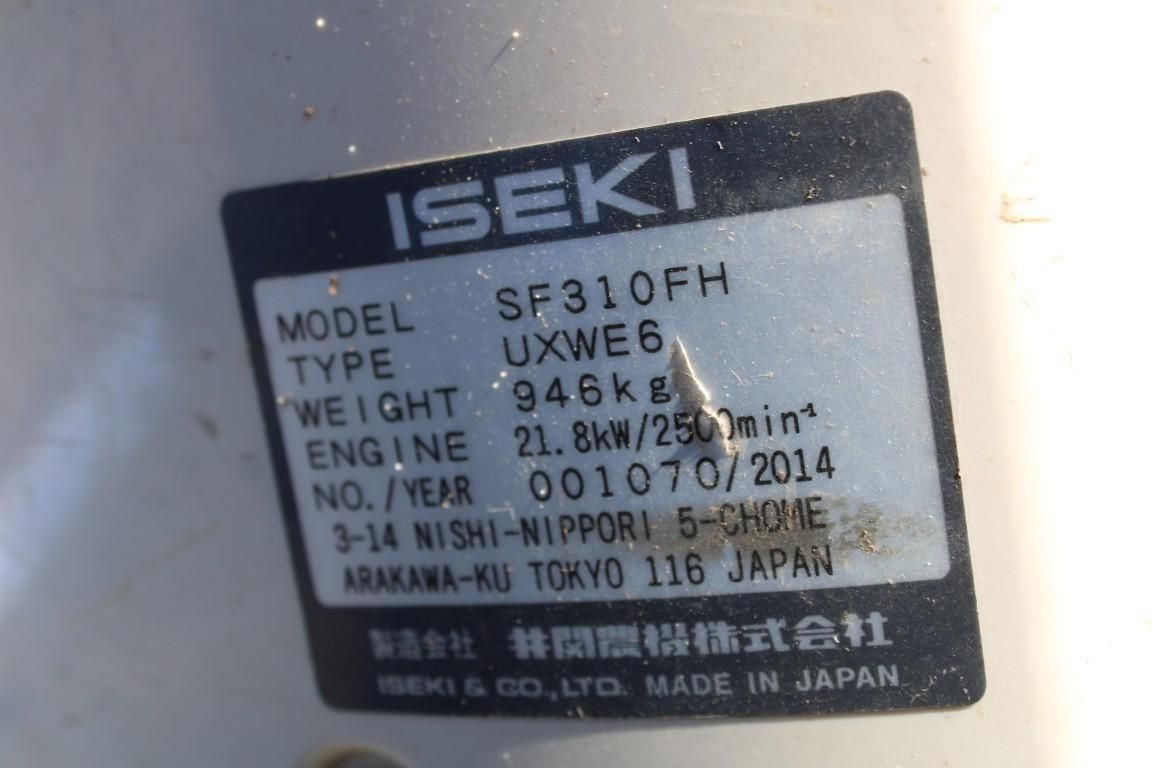 ISEKI
MODEL SF310FH
TYPE UXWE6
WEIGHT 946kg
ENGINE 21.8kW/2500min⁻¹
NO./YEAR 001070/2014
3-14 NISHI-NIPPORI 5-CHOME
ARAKAWA-KU TOKYO 116 JAPAN
製造会社 井関農機株式会社
ISEKI & CO.,LTD. MADE IN JAPAN